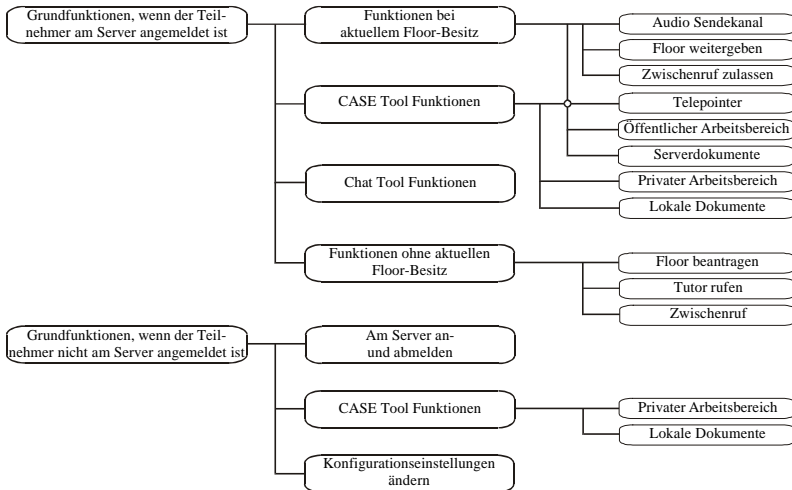 Grundfunktionen, wenn der Teil-
nehmer am Server angemeldet ist
Funktionen bei
aktuellem Floor-Besitz
Audio Sendekanal
Floor weitergeben
Zwischenruf zulassen
CASE Tool Funktionen
Telepointer
Öffentlicher Arbeitsbereich
Serverdokumente
Privater Arbeitsbereich
Lokale Dokumente
Chat Tool Funktionen
Funktionen ohne aktuellen
Floor-Besitz
Floor beantragen
Tutor rufen
Zwischenruf
Grundfunktionen, wenn der Teil-
nehmer nicht am Server angemeldet ist
Am Server an-
und abmelden
CASE Tool Funktionen
Privater Arbeitsbereich
Lokale Dokumente
Konfigurationseinstellungen
ändern